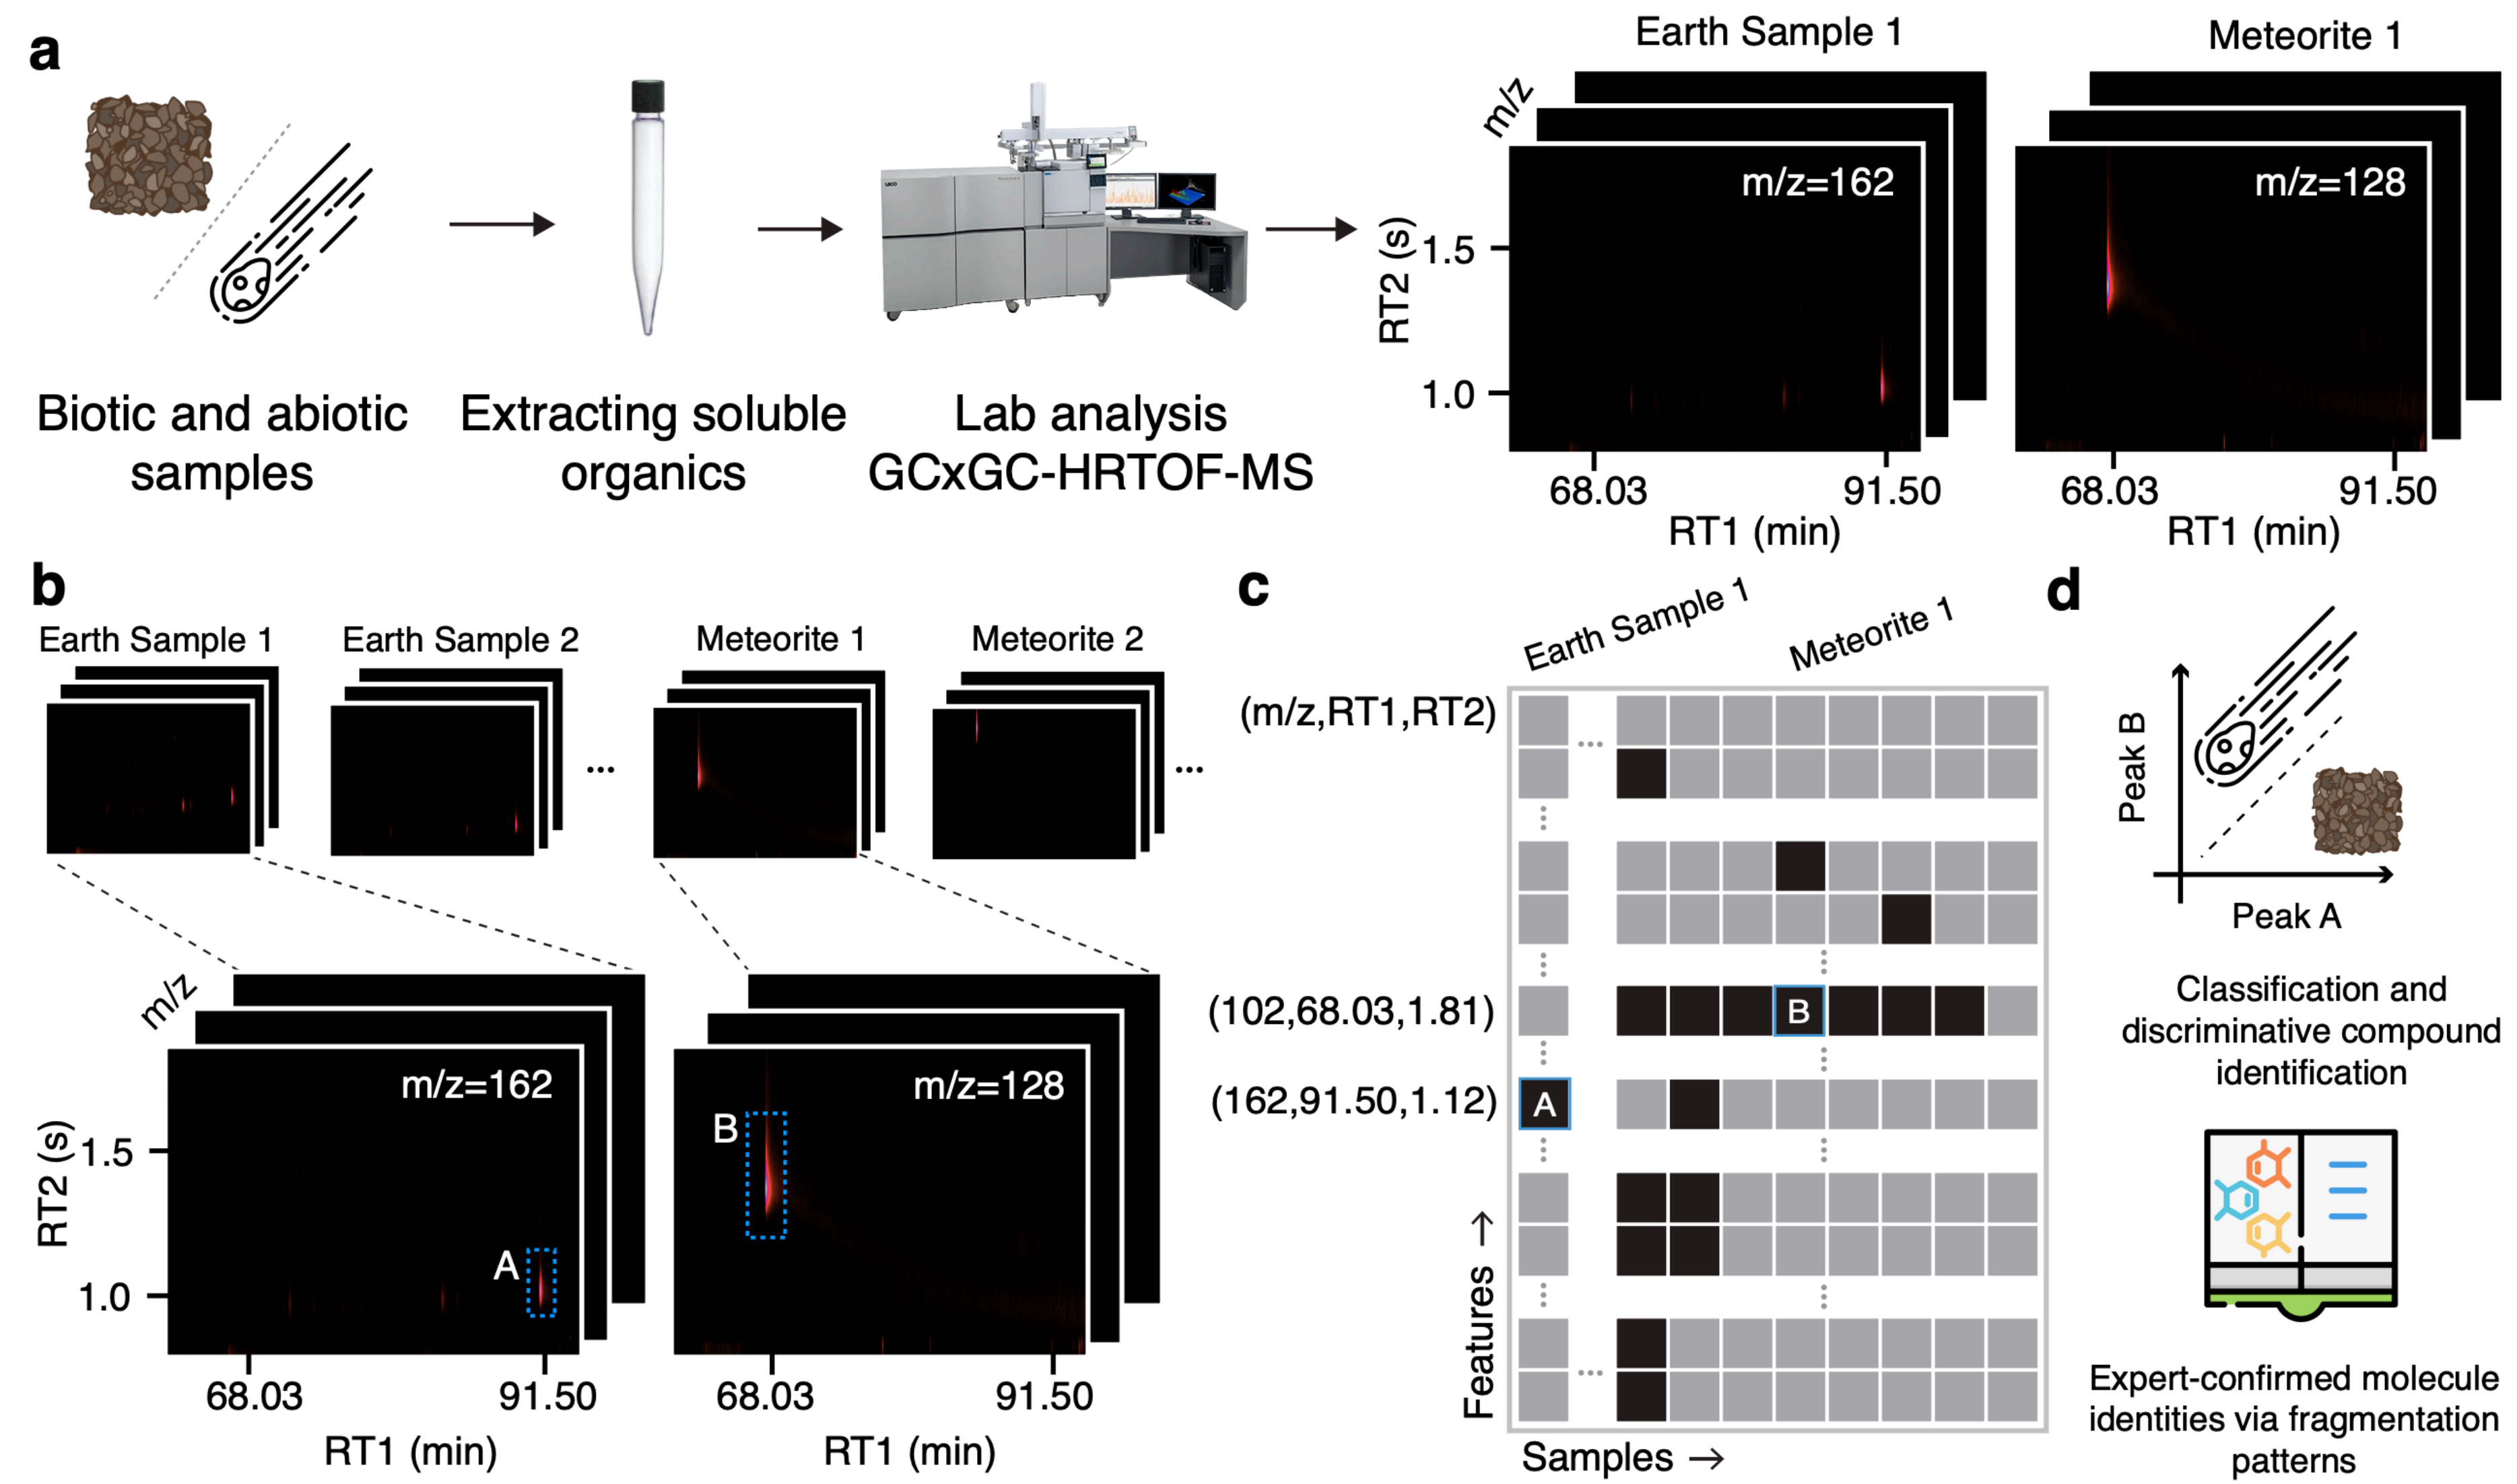 a
Biotic and abiotic
samples
Extracting soluble
organics
LECO
Lab analysis
GCxGC-HRTOF-MS
Earth Sample 1
m/z
m/z=162
RT2 (s)
1.5
1.0
68.03
91.50
RT1 (min)
Meteorite 1
m/z=128
68.03
91.50
RT1 (min)
b
Earth Sample 1
Earth Sample 2
...
Meteorite 1
Meteorite 2
...
m/z
m/z=162
RT2 (s)
1.5
1.0
A
68.03
91.50
RT1 (min)
m/z=128
B
68.03
91.50
RT1 (min)
c
Earth Sample 1
Meteorite 1
(m/z,RT1,RT2)
(102,68.03,1.81)
B
(162,91.50,1.12)
A
Features →
Samples →
d
Peak B
Peak A
Classification and
discriminative compound
identification
Expert-confirmed molecule
identities via fragmentation
patterns